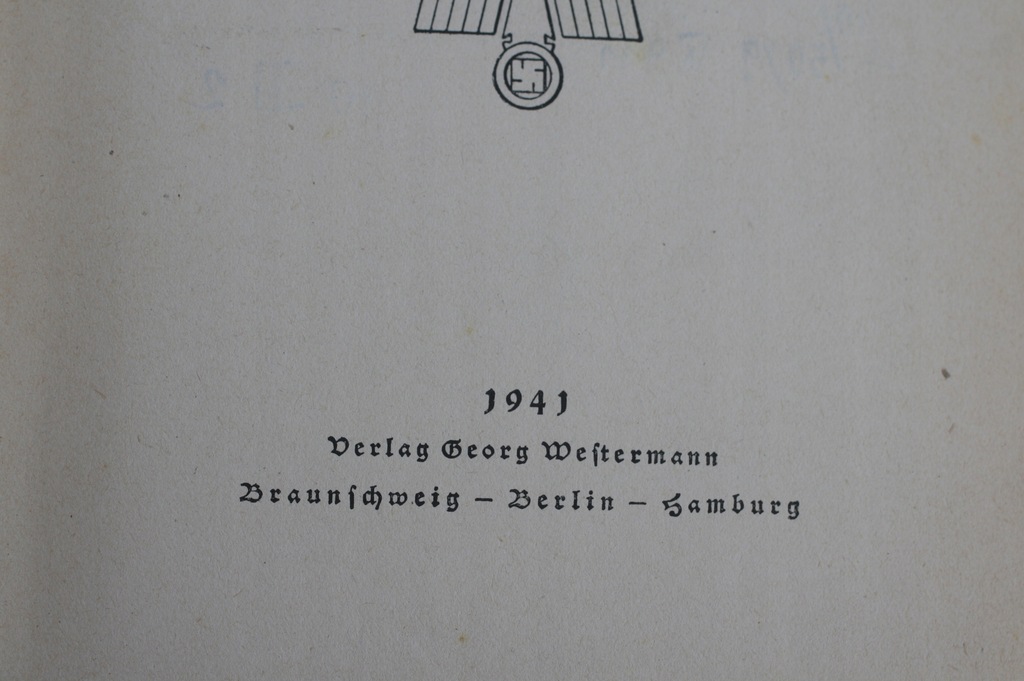 1941
Verlag Georg Weſtermann
Braunſchweig – Berlin – Hamburg